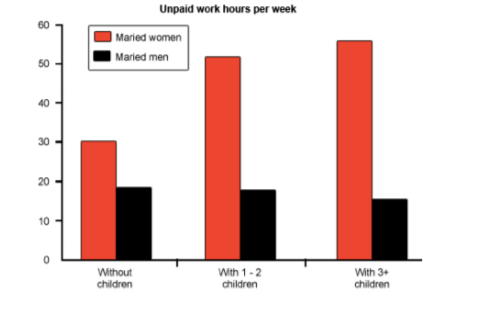 Unpaid work hours per week
60
50
40
30
20
10
0
Maried women
Maried men
Without
children
With 1 - 2
children
With 3+
children